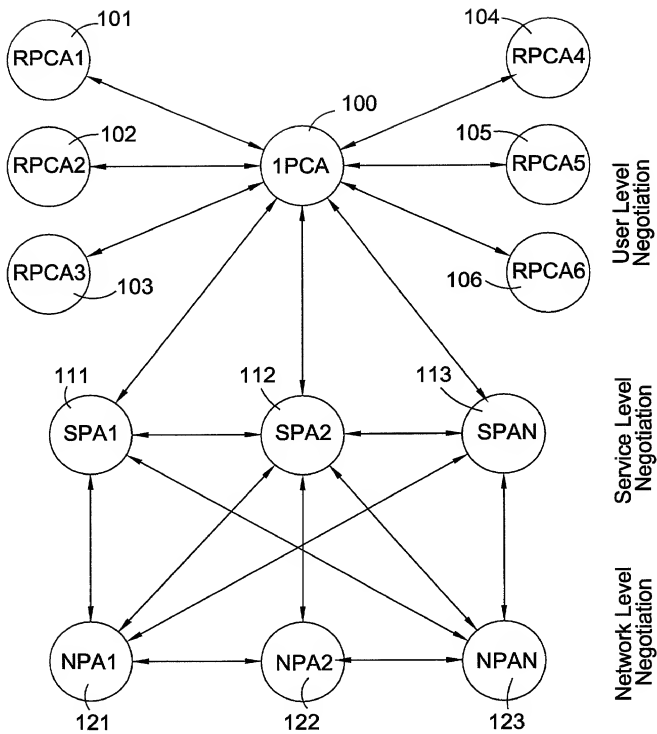 101
104
RPCA1
RPCA4
100
102
105
RPCA2
1PCA
RPCA5
RPCA3
103
106
RPCA6
User Level
Negotiation
111
112
113
SPA1
SPA2
SPAN
Service Level
Negotiation
NPA1
NPA2
NPAN
121
122
123
Network Level
Negotiation